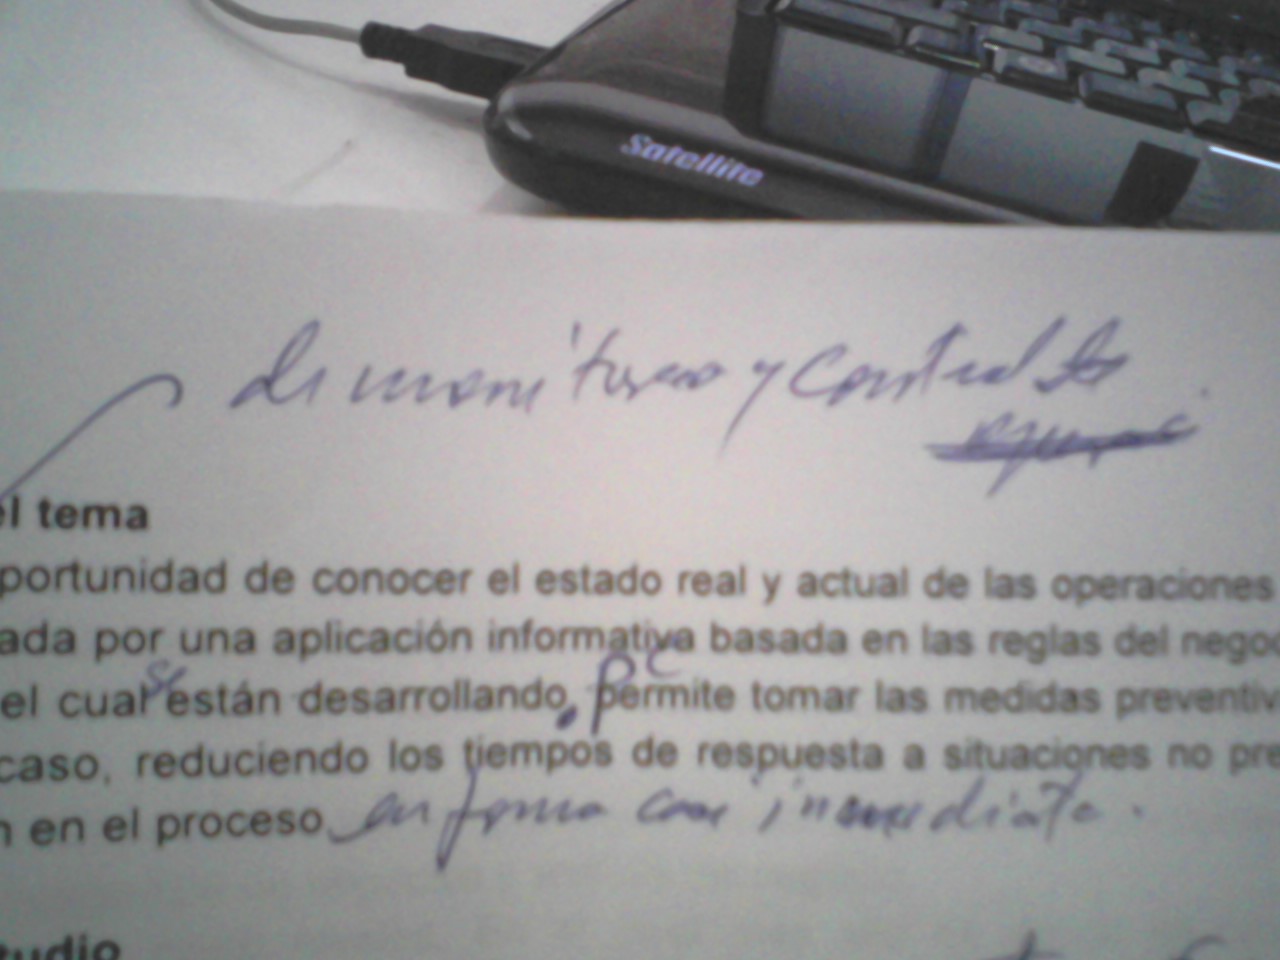 Satellite
de monitoreo y control
el tema
portunidad de conocer el estado real y actual de las operaciones
ada por una aplicación informativa basada en las reglas del negoc
se
el cual están desarrollando. permite tomar las medidas preventiv
caso, reduciendo los tiempos de respuesta a situaciones no pre
n en el proceso en forma casi inmediata.
tudio